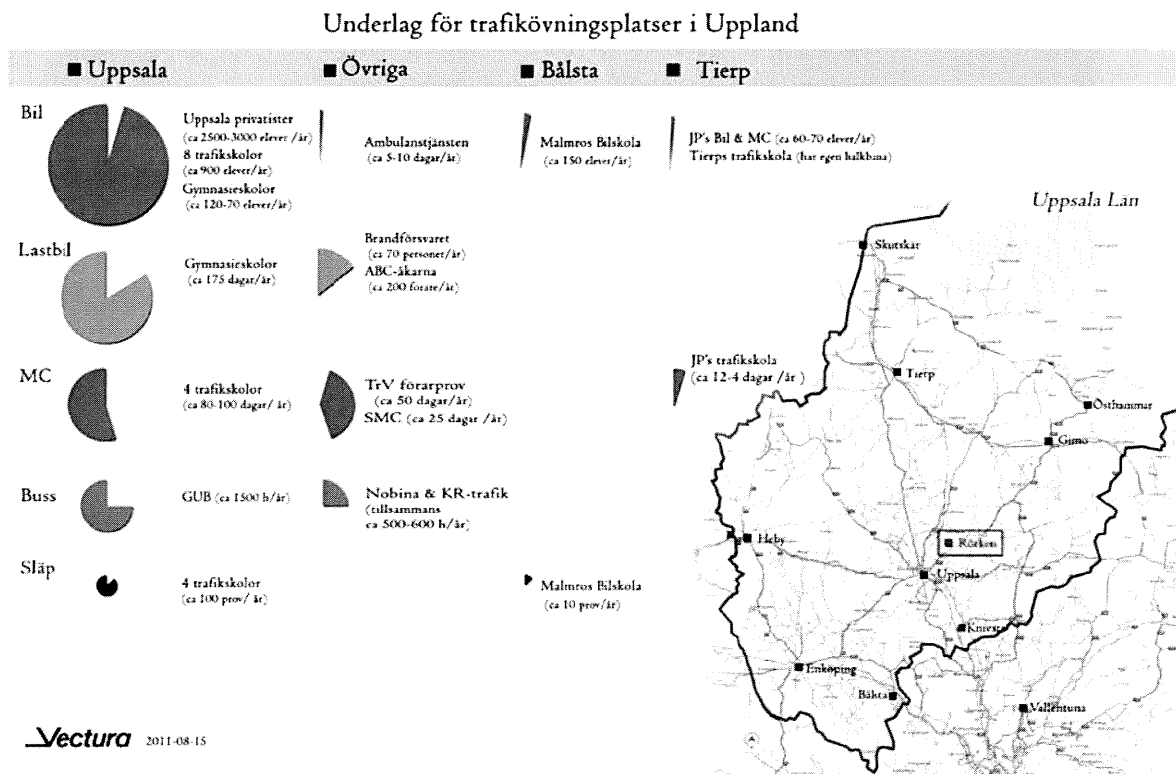 Underlag för trafikövningsplatser i Uppland
Uppsala
Övriga
Bålsta
Tierp
Bil
Uppsala privatister
(ca 2500-3000 elever /år)
8 trafikskolor
(ca 900 elever/år)
Gymnasieskolor
(ca 120-70 elever/år)
Ambulanstjänsten
(ca 5-10 dagar/år)
Malmros Bilskola
(ca 150 elever/år)
JP's Bil & MC (ca 60-70 elever/år)
Tierps trafikskola (har egen halkbana)
Lastbil
Gymnasieskolor
(ca 175 dagar/år)
Brandförsvaret
(ca 70 personer/år)
ABC-åkarna
(ca 200 förare/år)
MC
4 trafikskolor
(ca 80-100 dagar/ år)
TrV förarprov
(ca 50 dagar/år)
SMC (ca 25 dagar /år)
JP's trafikskola
(ca 12-4 dagar /år )
Buss
GUB (ca 1500 h/år)
Nobina & KR-trafik
(tillsammans
ca 500-600 h/år)
Släp
4 trafikskolor
(ca 100 prov/ år)
Malmros Bilskola
(ca 10 prov/år)
Uppsala Län
Skutskär
Tierp
Östhammar
Gimo
Heby
Rörken
Uppsala
Knivsta
Enköping
Bålsta
Vallentuna
Vectura 2011-08-15